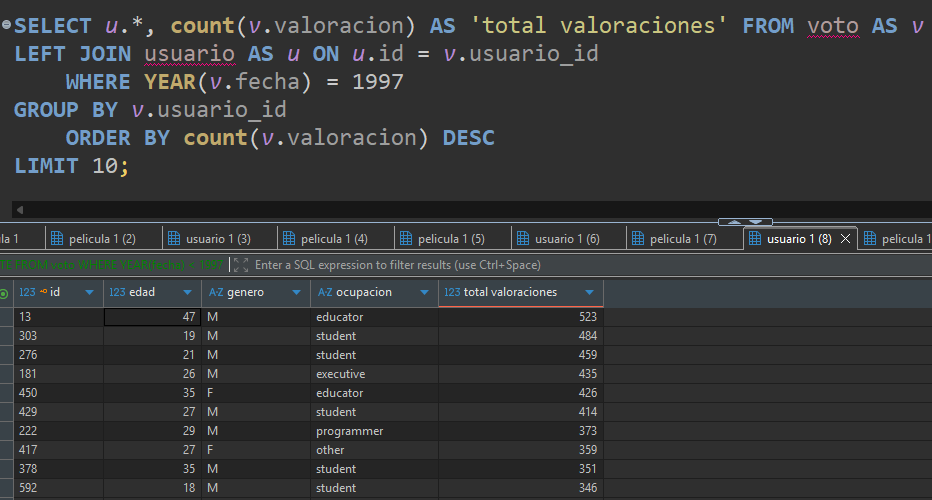 SELECT u.*, count(v.valoracion) AS 'total valoraciones' FROM voto AS v
LEFT JOIN usuario AS u ON u.id = v.usuario_id
WHERE YEAR(v.fecha) = 1997
GROUP BY v.usuario_id
ORDER BY count(v.valoracion) DESC
LIMIT 10;
la 1 pelicula 1 (2) usuario 1 (3) pelicula 1 (4) pelicula 1 (5) usuario 1 (6) pelicula 1 (7) usuario 1 (8) pelicula 1
TE FROM voto WHERE YEAR(fecha) = 1997 Enter a SQL expression to filter results (use Ctrl+Space)
123 id 123 edad A-Z genero A-Z ocupacion 123 total valoraciones
13 47 M educator 523
303 19 M student 484
276 21 M student 459
181 26 M executive 435
450 35 F educator 426
429 27 M student 414
222 29 M programmer 373
417 27 F other 359
378 35 M student 351
592 18 M student 346